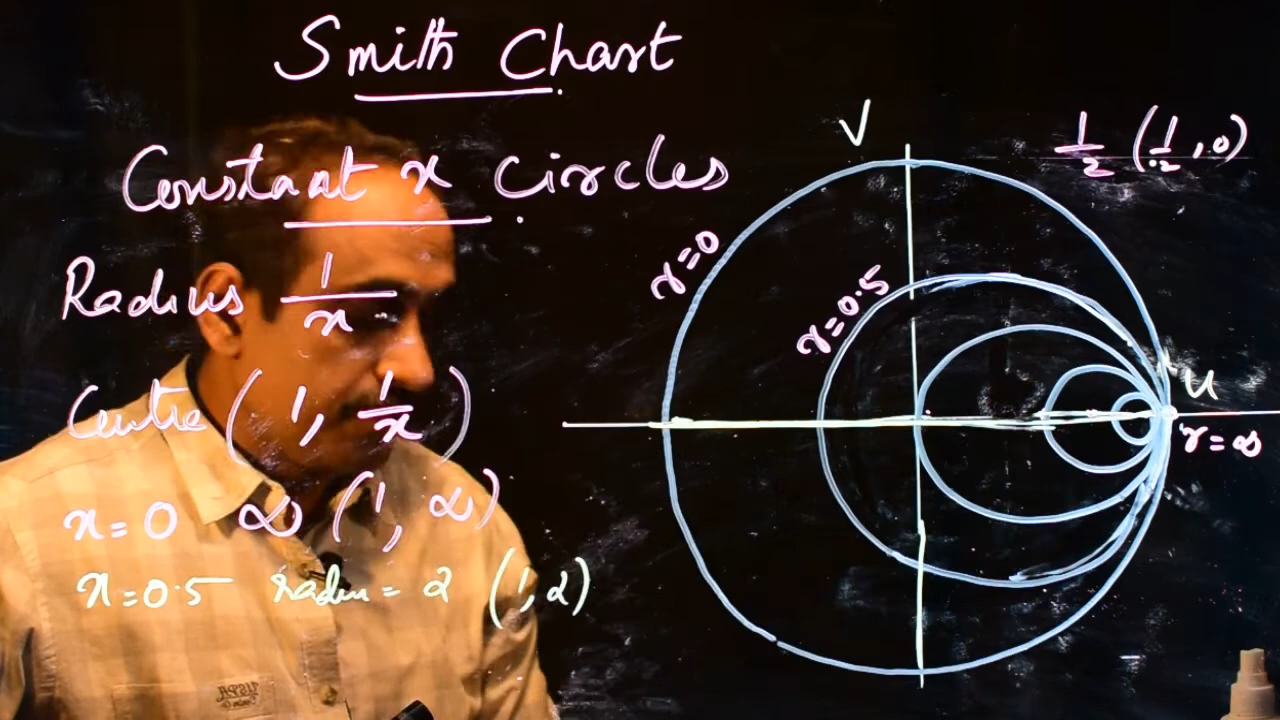 Smith Chart
Constant x circles
Radius 1/x
Centre (1, 1/x)
x=0 ∞ (1, ∞)
x=0.5 radius = 2 (1, 2)
V
1/2 (1/2, 0)
r=0
r=0.5
u
r=∞